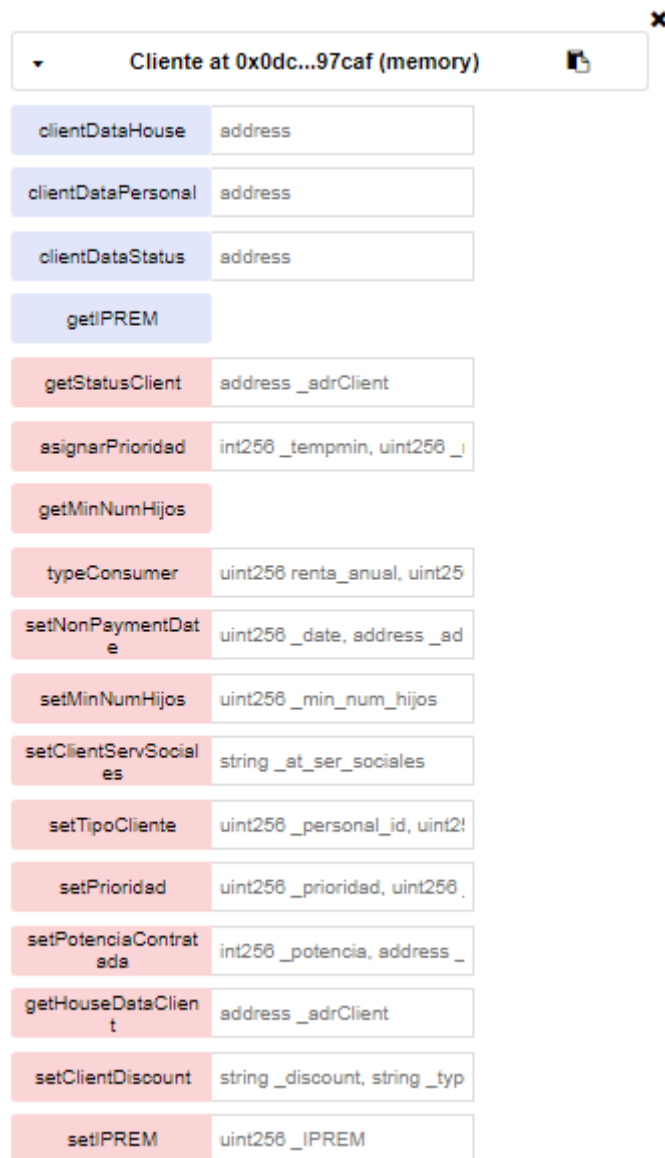 Cliente at 0x0dc...97caf (memory)
clientDataHouse address
clientDataPersonal address
clientDataStatus address
getIPREM
getStatusClient address _adrClient
asignarPrioridad int256 _tempmin, uint256 _
getMinNumHijos
typeConsumer uint256 renta_anual, uint25
setNonPaymentDat
e
uint256 _date, address _ad
setMinNumHijos uint256 _min_num_hijos
setClientServSocial
es
string _at_ser_sociales
setTipoCliente uint256 _personal_id, uint2
setPrioridad uint256 _prioridad, uint256
setPotenciaContrat
ada
int256 _potencia, address _
getHouseDataClien
t
address _adrClient
setClientDiscount string _discount, string _typ
setIPREM uint256 _IPREM